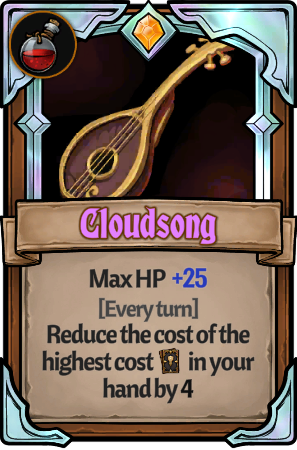 Cloudsong
Max HP +25
[Every turn]
Reduce the cost of the
highest cost in your
hand by 4